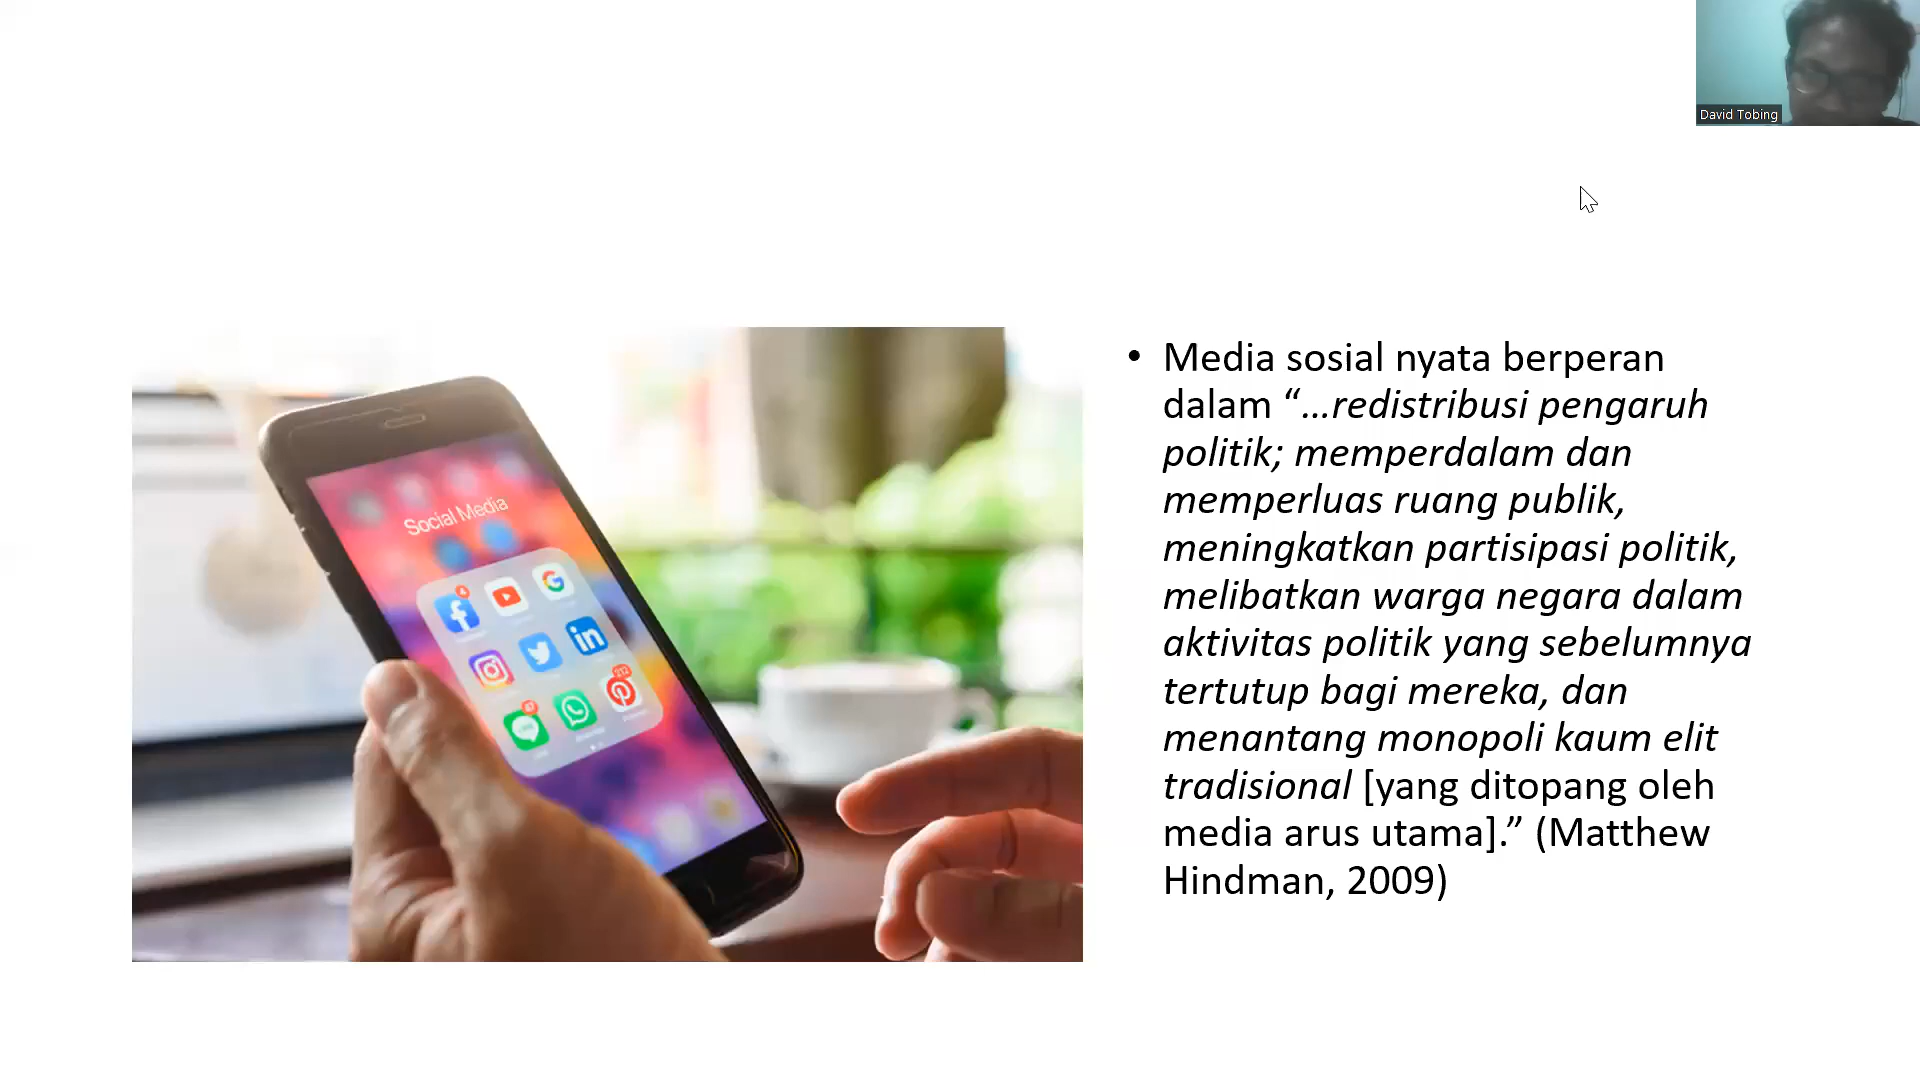 David Tobing
Social Media
• Media sosial nyata berperan
dalam “…redistribusi pengaruh
politik; memperdalam dan
memperluas ruang publik,
meningkatkan partisipasi politik,
melibatkan warga negara dalam
aktivitas politik yang sebelumnya
tertutup bagi mereka, dan
menantang monopoli kaum elit
tradisional [yang ditopang oleh
media arus utama].” (Matthew
Hindman, 2009)